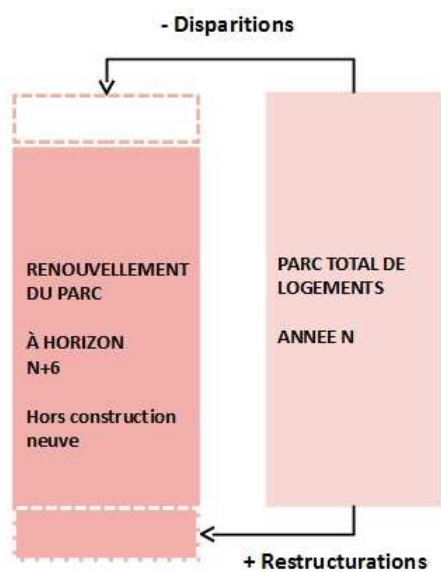 - Disparitions
RENOUVELLEMENT
DU PARC
À HORIZON
N+6
Hors construction
neuve
PARC TOTAL DE
LOGEMENTS
ANNEE N
+ Restructurations